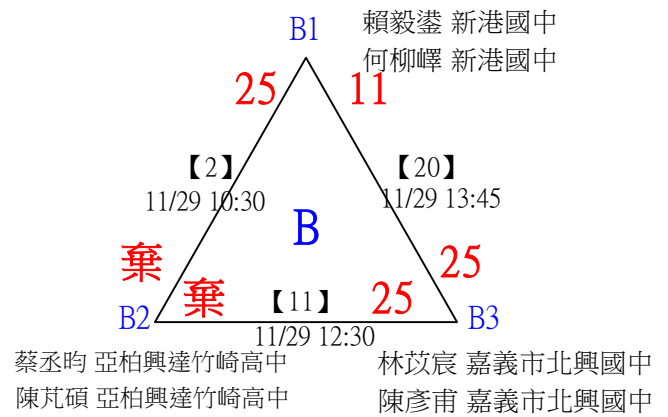 B1
賴毅鋈 新港國中
何柳嶧 新港國中
25
11
【2】
11/29 10:30
【20】
11/29 13:45
B
棄
25
棄
【11】
25
B2
11/29 12:30
B3
蔡丞昀 亞柏興達竹崎高中
陳芃碩 亞柏興達竹崎高中
林苡宸 嘉義市北興國中
陳彥甫 嘉義市北興國中